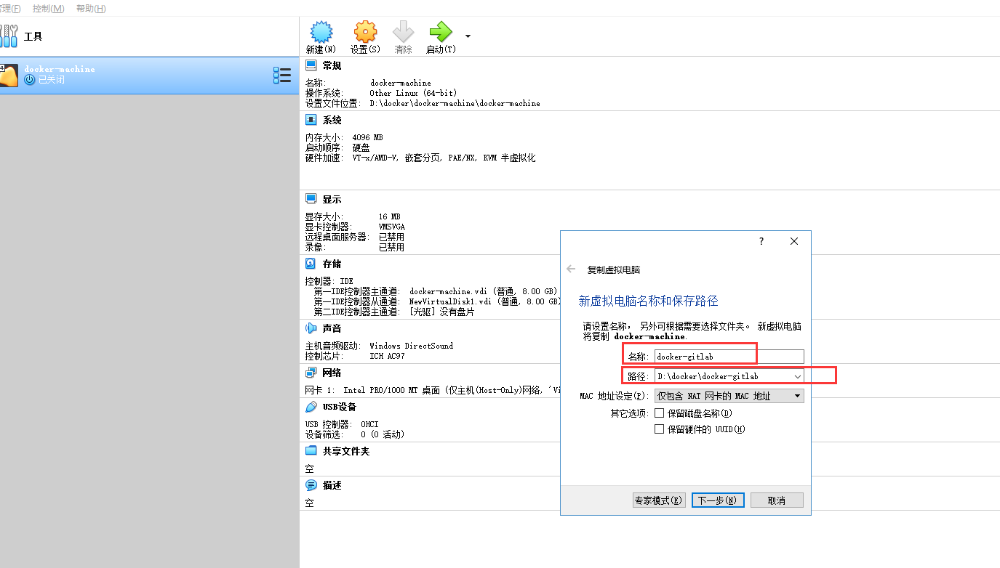 管理(F) 控制(M) 帮助(H)
工具
新建(N) 设置(S) 清除 启动(T)
docker-machine
已关闭
常规
名称: docker-machine
操作系统: Other Linux (64-bit)
设置文件位置: D:\docker\docker-machine\docker-machine
系统
内存大小: 4096 MB
启动顺序: 硬盘
硬件加速: VT-x/AMD-V, 嵌套分页, PAE/NX, KVM 半虚拟化
显示
显存大小: 16 MB
显卡控制器: VMSVGA
远程桌面服务器: 已禁用
录像: 已禁用
存储
控制器: IDE
第一IDE控制器主通道: docker-machine.vdi (普通, 8.00 GB)
第一IDE控制器从通道: NewVirtualDisk1.vdi (普通, 8.00 GB)
第二IDE控制器主通道: [光驱] 没有盘片
声音
主机音频驱动: Windows DirectSound
控制芯片: ICH AC97
网络
网卡 1: Intel PRO/1000 MT 桌面 (仅主机(Host-Only)网络, 'Vi
USB设备
USB 控制器: OHCI
设备筛选: 0 (0 活动)
共享文件夹
空
描述
空
?
复制虚拟电脑
新虚拟电脑名称和保存路径
请设置名称, 另外可根据需要选择文件夹。 新虚拟电脑
将复制 docker-machine.
名称: docker-gitlab
路径: D:\docker\docker-gitlab
MAC 地址设定(P): 仅包含 NAT 网卡的 MAC 地址
其它选项: 保留磁盘名称(D)
保留硬件的 UUID(H)
专家模式(E) 下一步(N) 取消